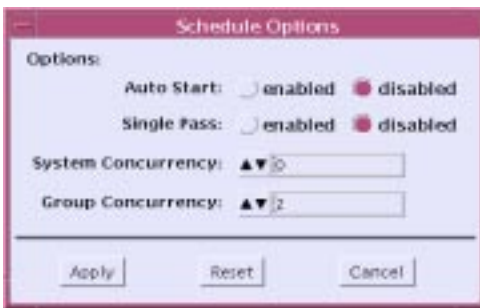 Schedule Options
Options:
Auto Start: enabled disabled
Single Pass: enabled disabled
System Concurrency: 0
Group Concurrency: 2
Apply Reset Cancel